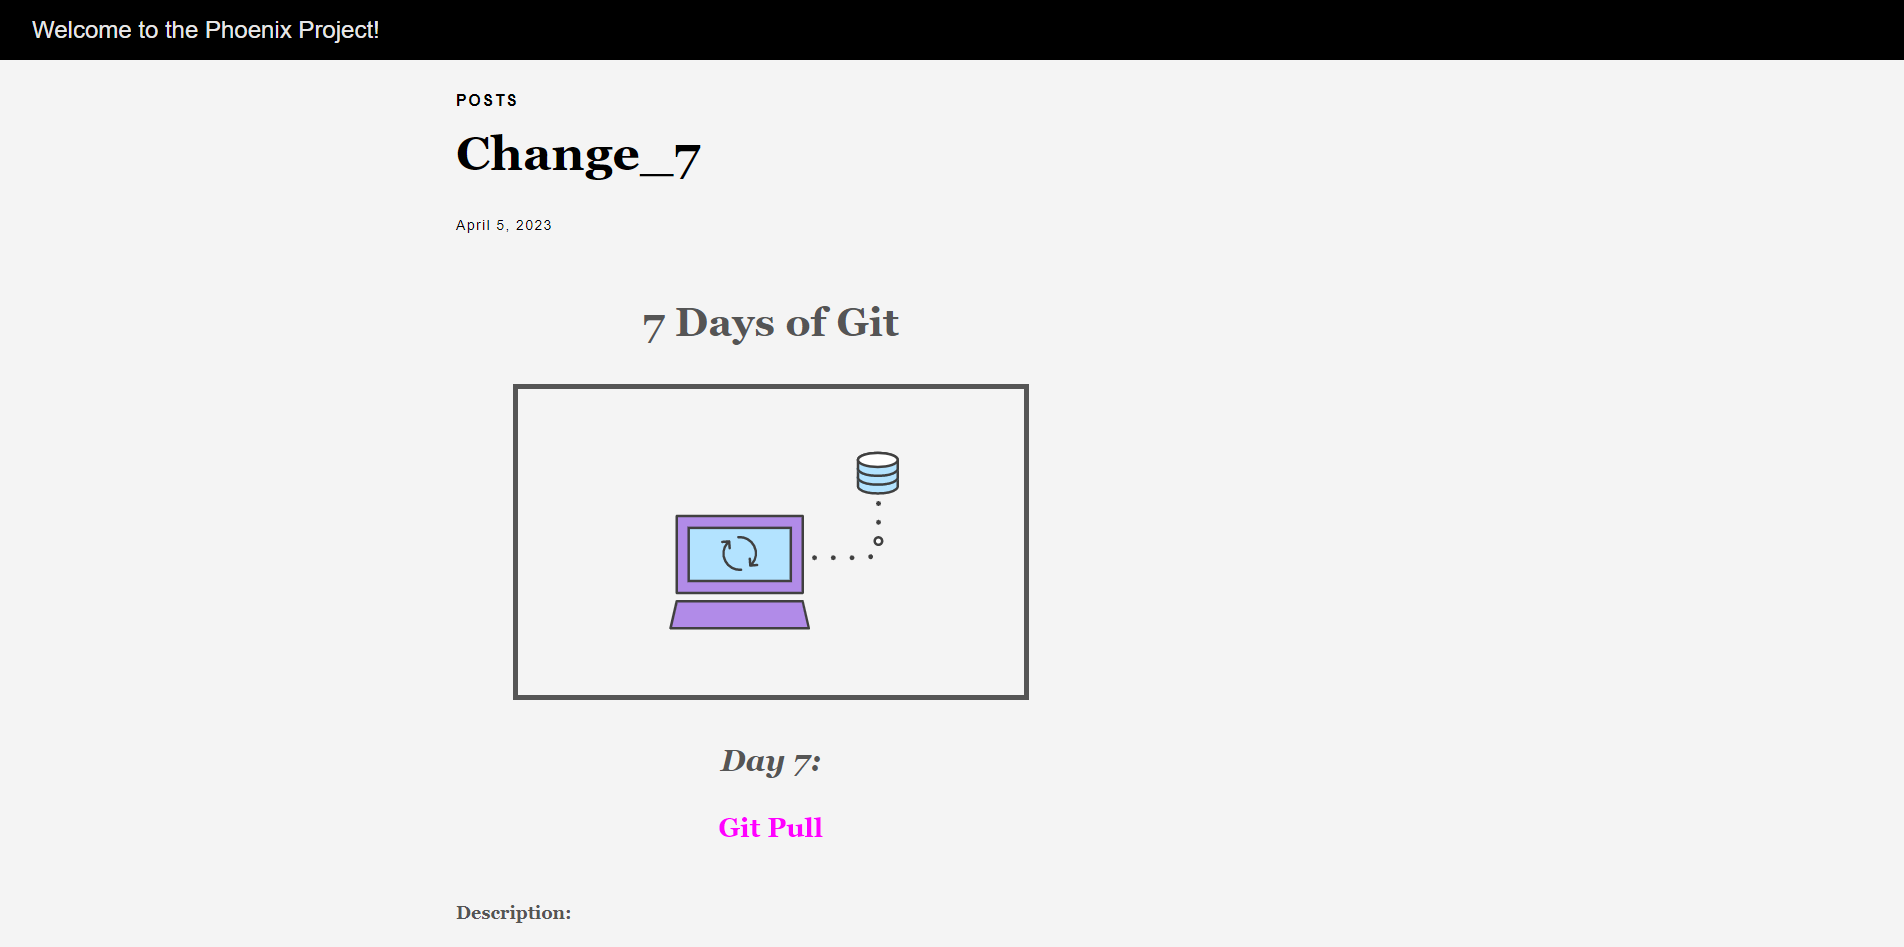 Welcome to the Phoenix Project!
POSTS
Change_7
April 5, 2023
7 Days of Git
Day 7:
Git Pull
Description: